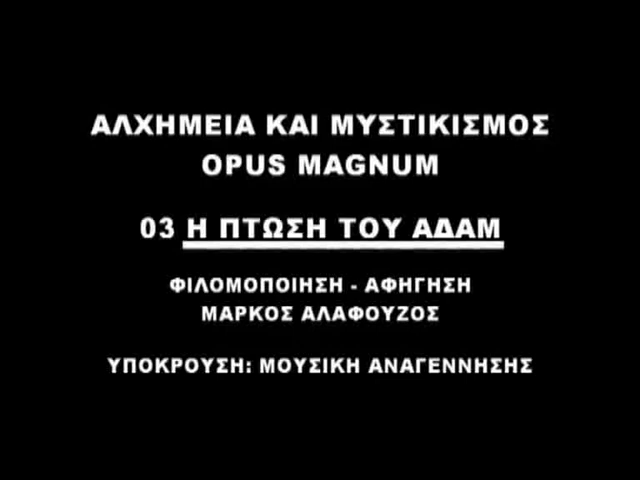 ΑΛΧΗΜΕΙΑ ΚΑΙ ΜΥΣΤΙΚΙΣΜΟΣ
OPUS MAGNUM
03 Η ΠΤΩΣΗ ΤΟΥ ΑΔΑΜ
ΦΙΛΟΜΟΠΟΙΗΣΗ - ΑΦΗΓΗΣΗ
ΜΑΡΚΟΣ ΑΛΑΦΟΥΖΟΣ
ΥΠΟΚΡΟΥΣΗ: ΜΟΥΣΙΚΗ ΑΝΑΓΕΝΝΗΣΗΣ